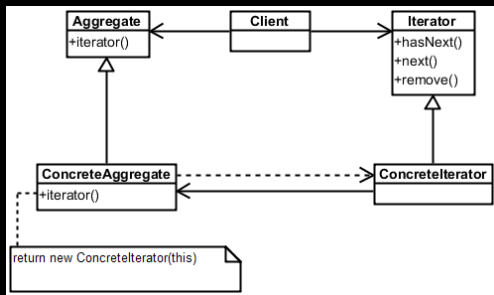 Aggregate
+iterator()
Client
Iterator
+hasNext()
+next()
+remove()
ConcreteAggregate
+iterator()
ConcreteIterator
return new ConcreteIterator(this)